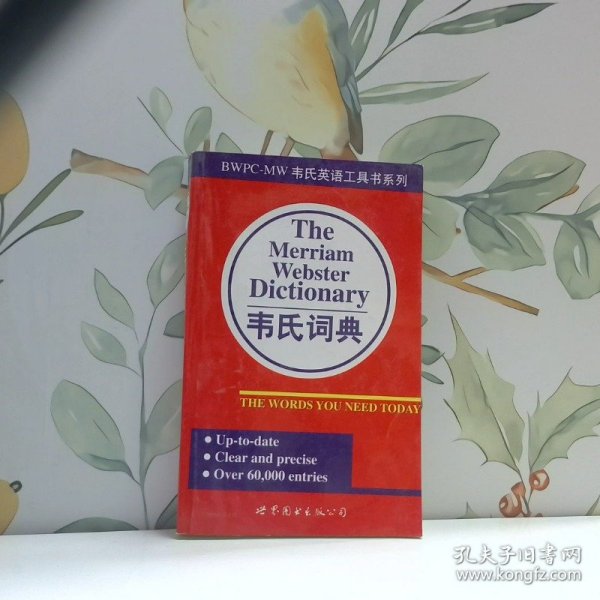 BWPC-MW 韦氏英语工具书系列
The
Merriam
Webster
Dictionary
韦氏词典
THE WORDS YOU NEED TODAY
• Up-to-date
• Clear and precise
• Over 60,000 entries
世界图书出版公司
孔夫子旧书网
www.kongfz.com